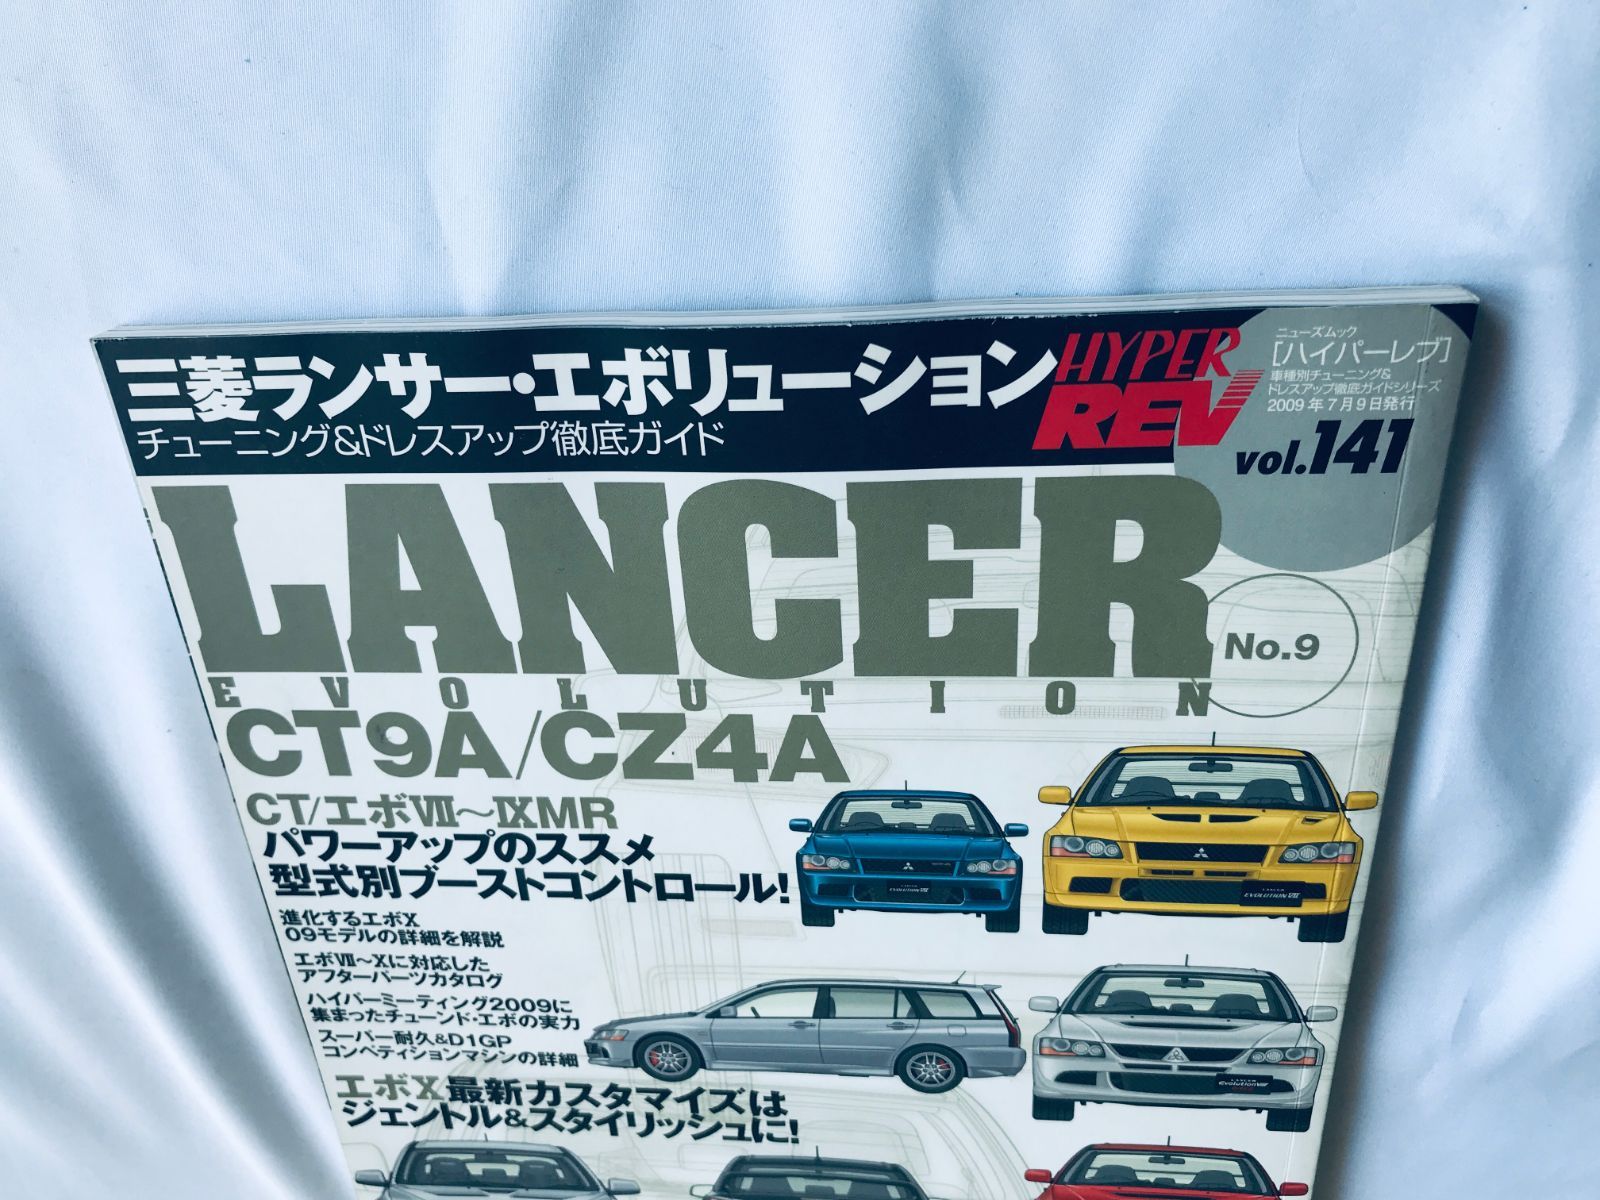 三菱ランサー・エボリューション
チューニング&ドレスアップ徹底ガイド
HYPER
REV
ニューズムック
[ハイパーレブ]
車種別チューニング&
ドレスアップ徹底ガイドシリーズ
2009年7月9日発行
vol.141
LANCER
EVOLUTION
No.9
CT9A/CZ4A
CT/エボⅦ～ⅨMR
パワーアップのススメ
型式別ブーストコントロール!
進化するエボX
09モデルの詳細を解説
エボⅦ～Xに対応した
アフターパーツカタログ
ハイパーミーティング2009に
集まったチューンド・エボの実力
スーパー耐久&D1GP
コンペティションマシンの詳細
エボX最新カスタマイズは
ジェントル&スタイリッシュに!
LANCER
EVOLUTION Ⅶ
LANCER
EVOLUTION Ⅶ
LANCER
Evolution Ⅷ